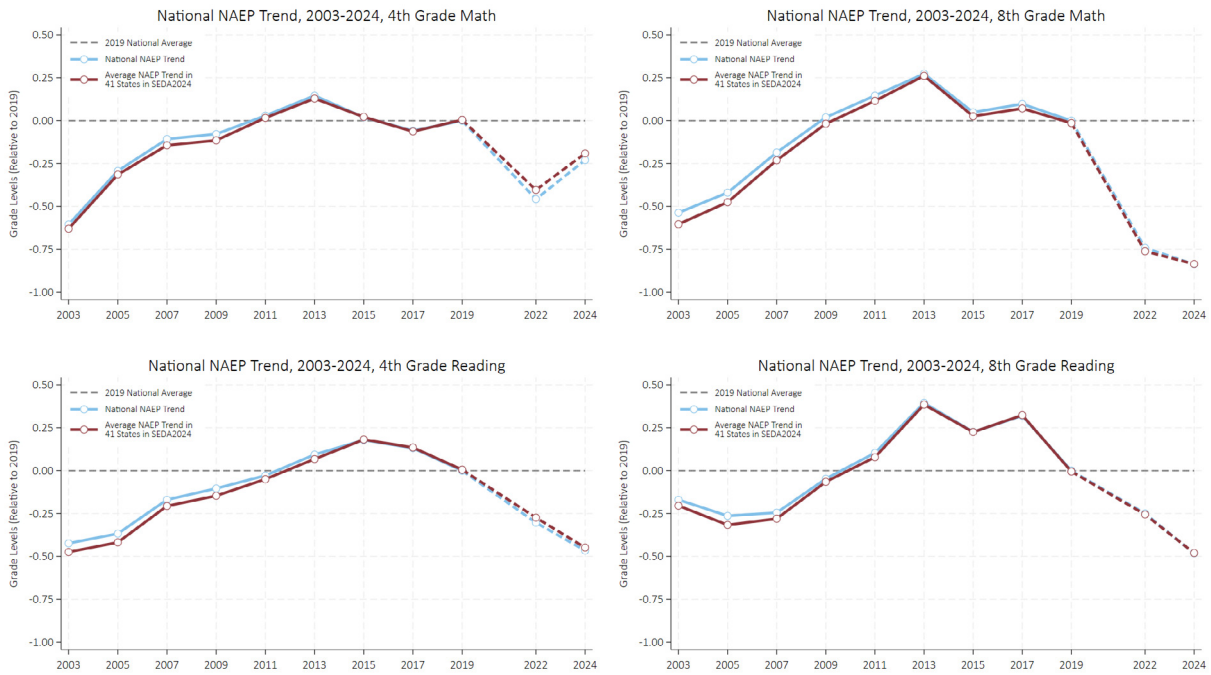 National NAEP Trend, 2003-2024, 4th Grade Math
0.50
0.25
0.00
-0.25
-0.50
-0.75
-1.00
Grade Levels (Relative to 2019)
2019 National Average
National NAEP Trend
Average NAEP Trend in
41 States in SEDA2024
2003 2005 2007 2009 2011 2013 2015 2017 2019 2022 2024
National NAEP Trend, 2003-2024, 8th Grade Math
0.50
0.25
0.00
-0.25
-0.50
-0.75
-1.00
Grade Levels (Relative to 2019)
2019 National Average
National NAEP Trend
Average NAEP Trend in
41 States in SEDA2024
2003 2005 2007 2009 2011 2013 2015 2017 2019 2022 2024
National NAEP Trend, 2003-2024, 4th Grade Reading
0.50
0.25
0.00
-0.25
-0.50
-0.75
-1.00
Grade Levels (Relative to 2019)
2019 National Average
National NAEP Trend
Average NAEP Trend in
41 States in SEDA2024
2003 2005 2007 2009 2011 2013 2015 2017 2019 2022 2024
National NAEP Trend, 2003-2024, 8th Grade Reading
0.50
0.25
0.00
-0.25
-0.50
-0.75
-1.00
Grade Levels (Relative to 2019)
2019 National Average
National NAEP Trend
Average NAEP Trend in
41 States in SEDA2024
2003 2005 2007 2009 2011 2013 2015 2017 2019 2022 2024